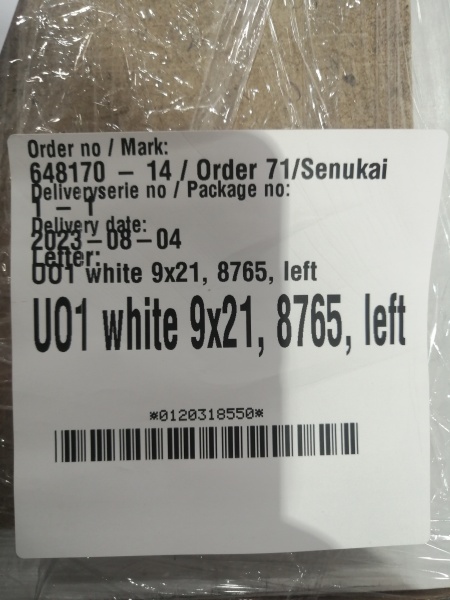 Order no / Mark:
648170 - 14 / Order 71/Senukai
Deliveryserie no / Package no:
1 - 1
Delivery date:
2023-08-04
Letter:
U01 white 9x21, 8765, left
U01 white 9x21, 8765, left
*0120318550*